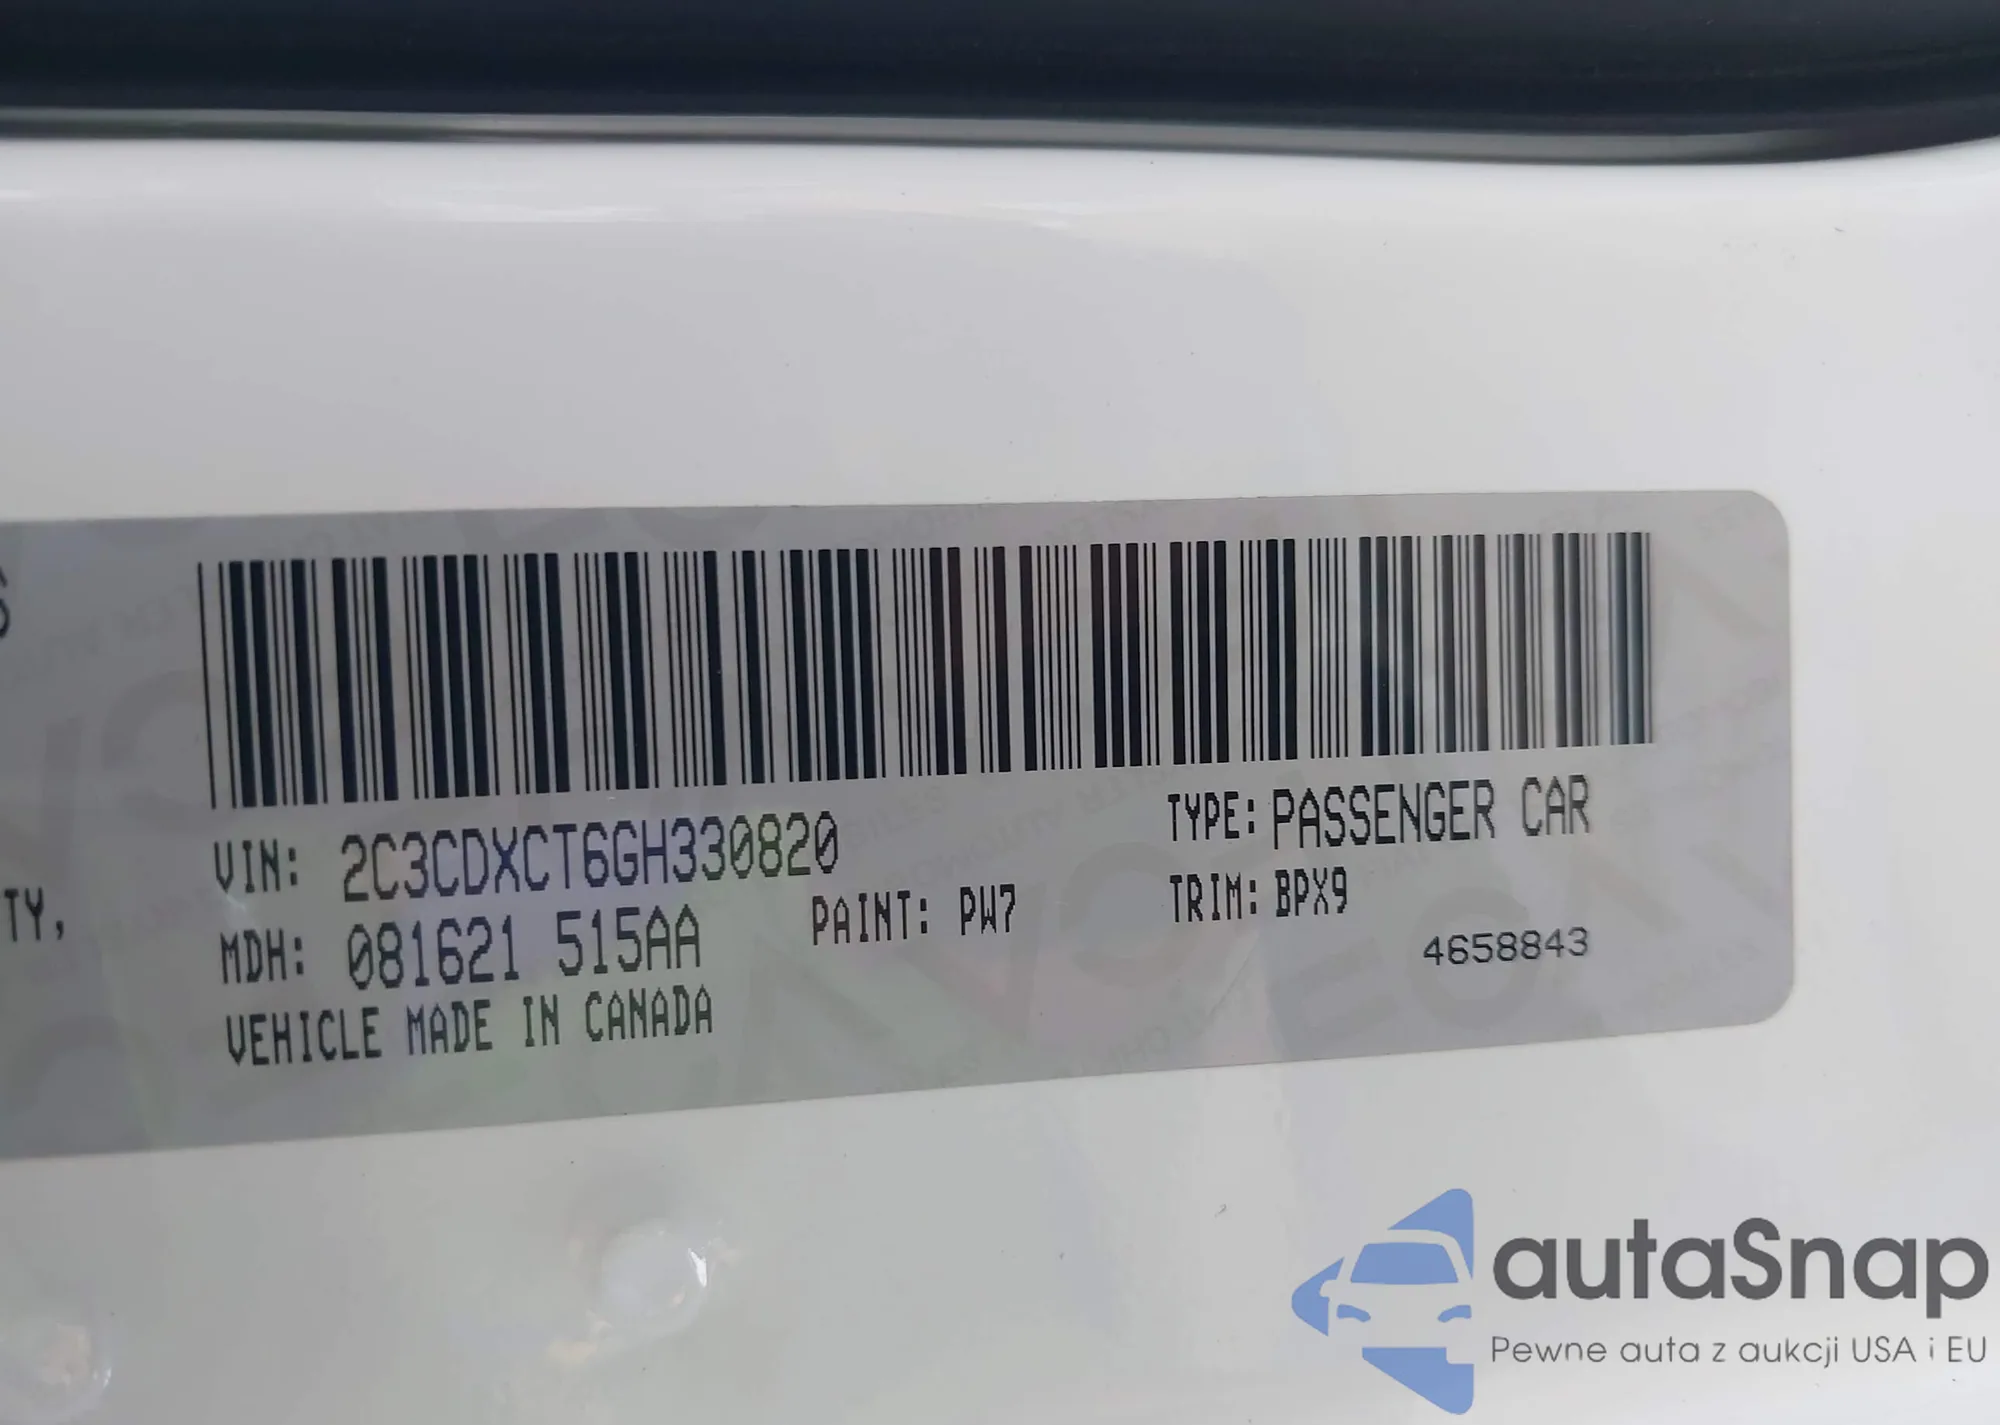 TY,
VIN: 2C3CDXCT6GH330820
TYPE: PASSENGER CAR
MDH: 081621 515AA
PAINT: PW7
TRIM: BPX9
4658843
VEHICLE MADE IN CANADA
autaSnap
Pewne auta z aukcji USA i EU